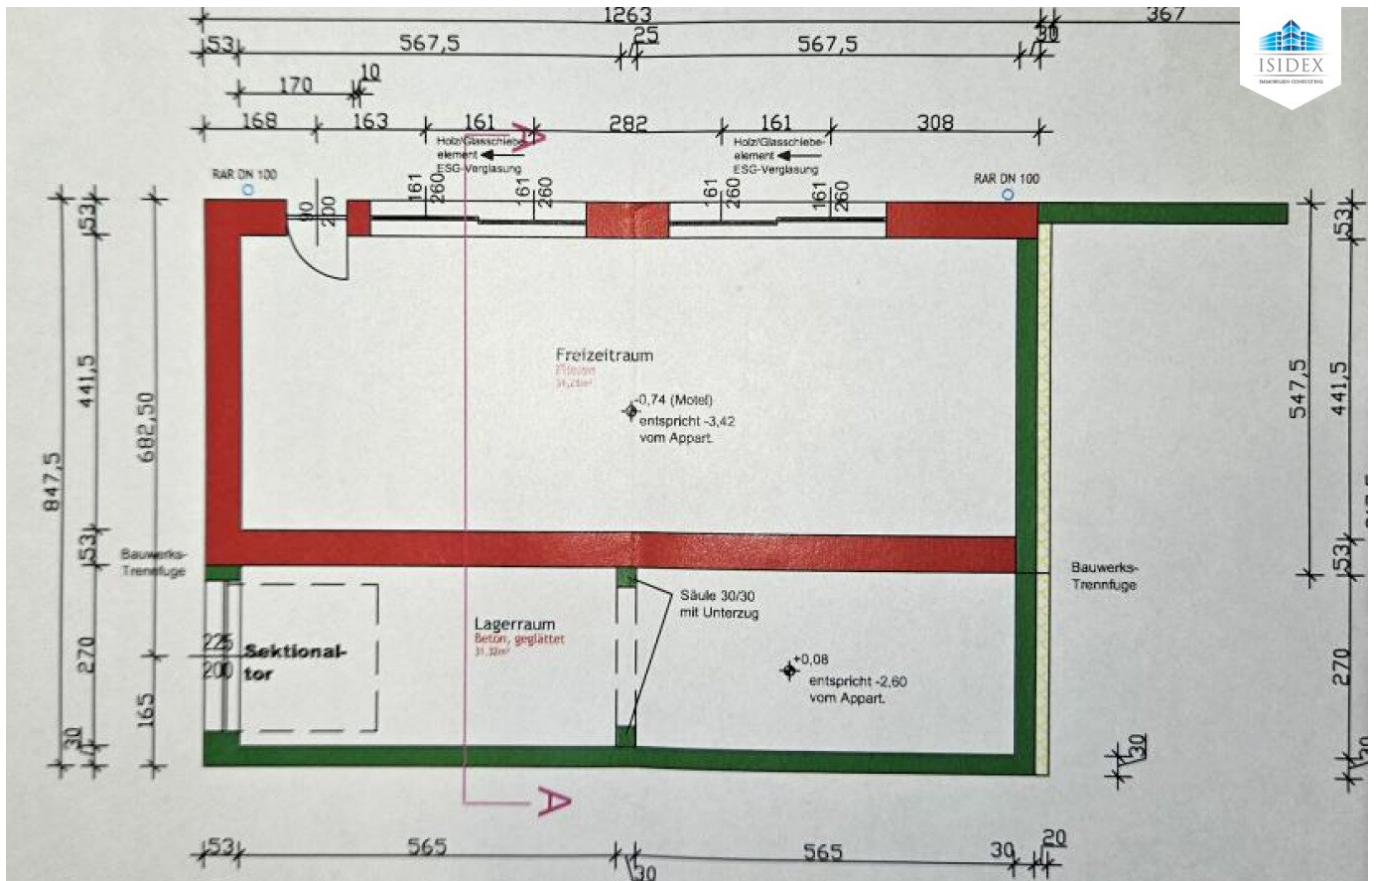 1263
367
53
567,5
25
567,5
30
ISIDEX
IMMOBILIEN CONSULTING
170
10
168
163
161
A
282
161
308
Holz/Glasschiebe-
element
ESG-Verglasung
Holz/Glasschiebe-
element
ESG-Verglasung
RAR DN 100
RAR DN 100
90
200
161
260
161
260
161
260
161
260
53
53
441,5
682,50
847,5
547,5
441,5
Freizeitraum
-0,74 (Motel)
entspricht -3,42
vom Appart.
53
53
Bauwerks-
Trennfuge
Bauwerks-
Trennfuge
Säule 30/30
mit Unterzug
Lagerraum
Beton, geglättet
31,32m²
225
200
Sektional-
tor
+0,08
entspricht -2,60
vom Appart.
270
165
270
30
30
30
A
53
565
30
565
30
20